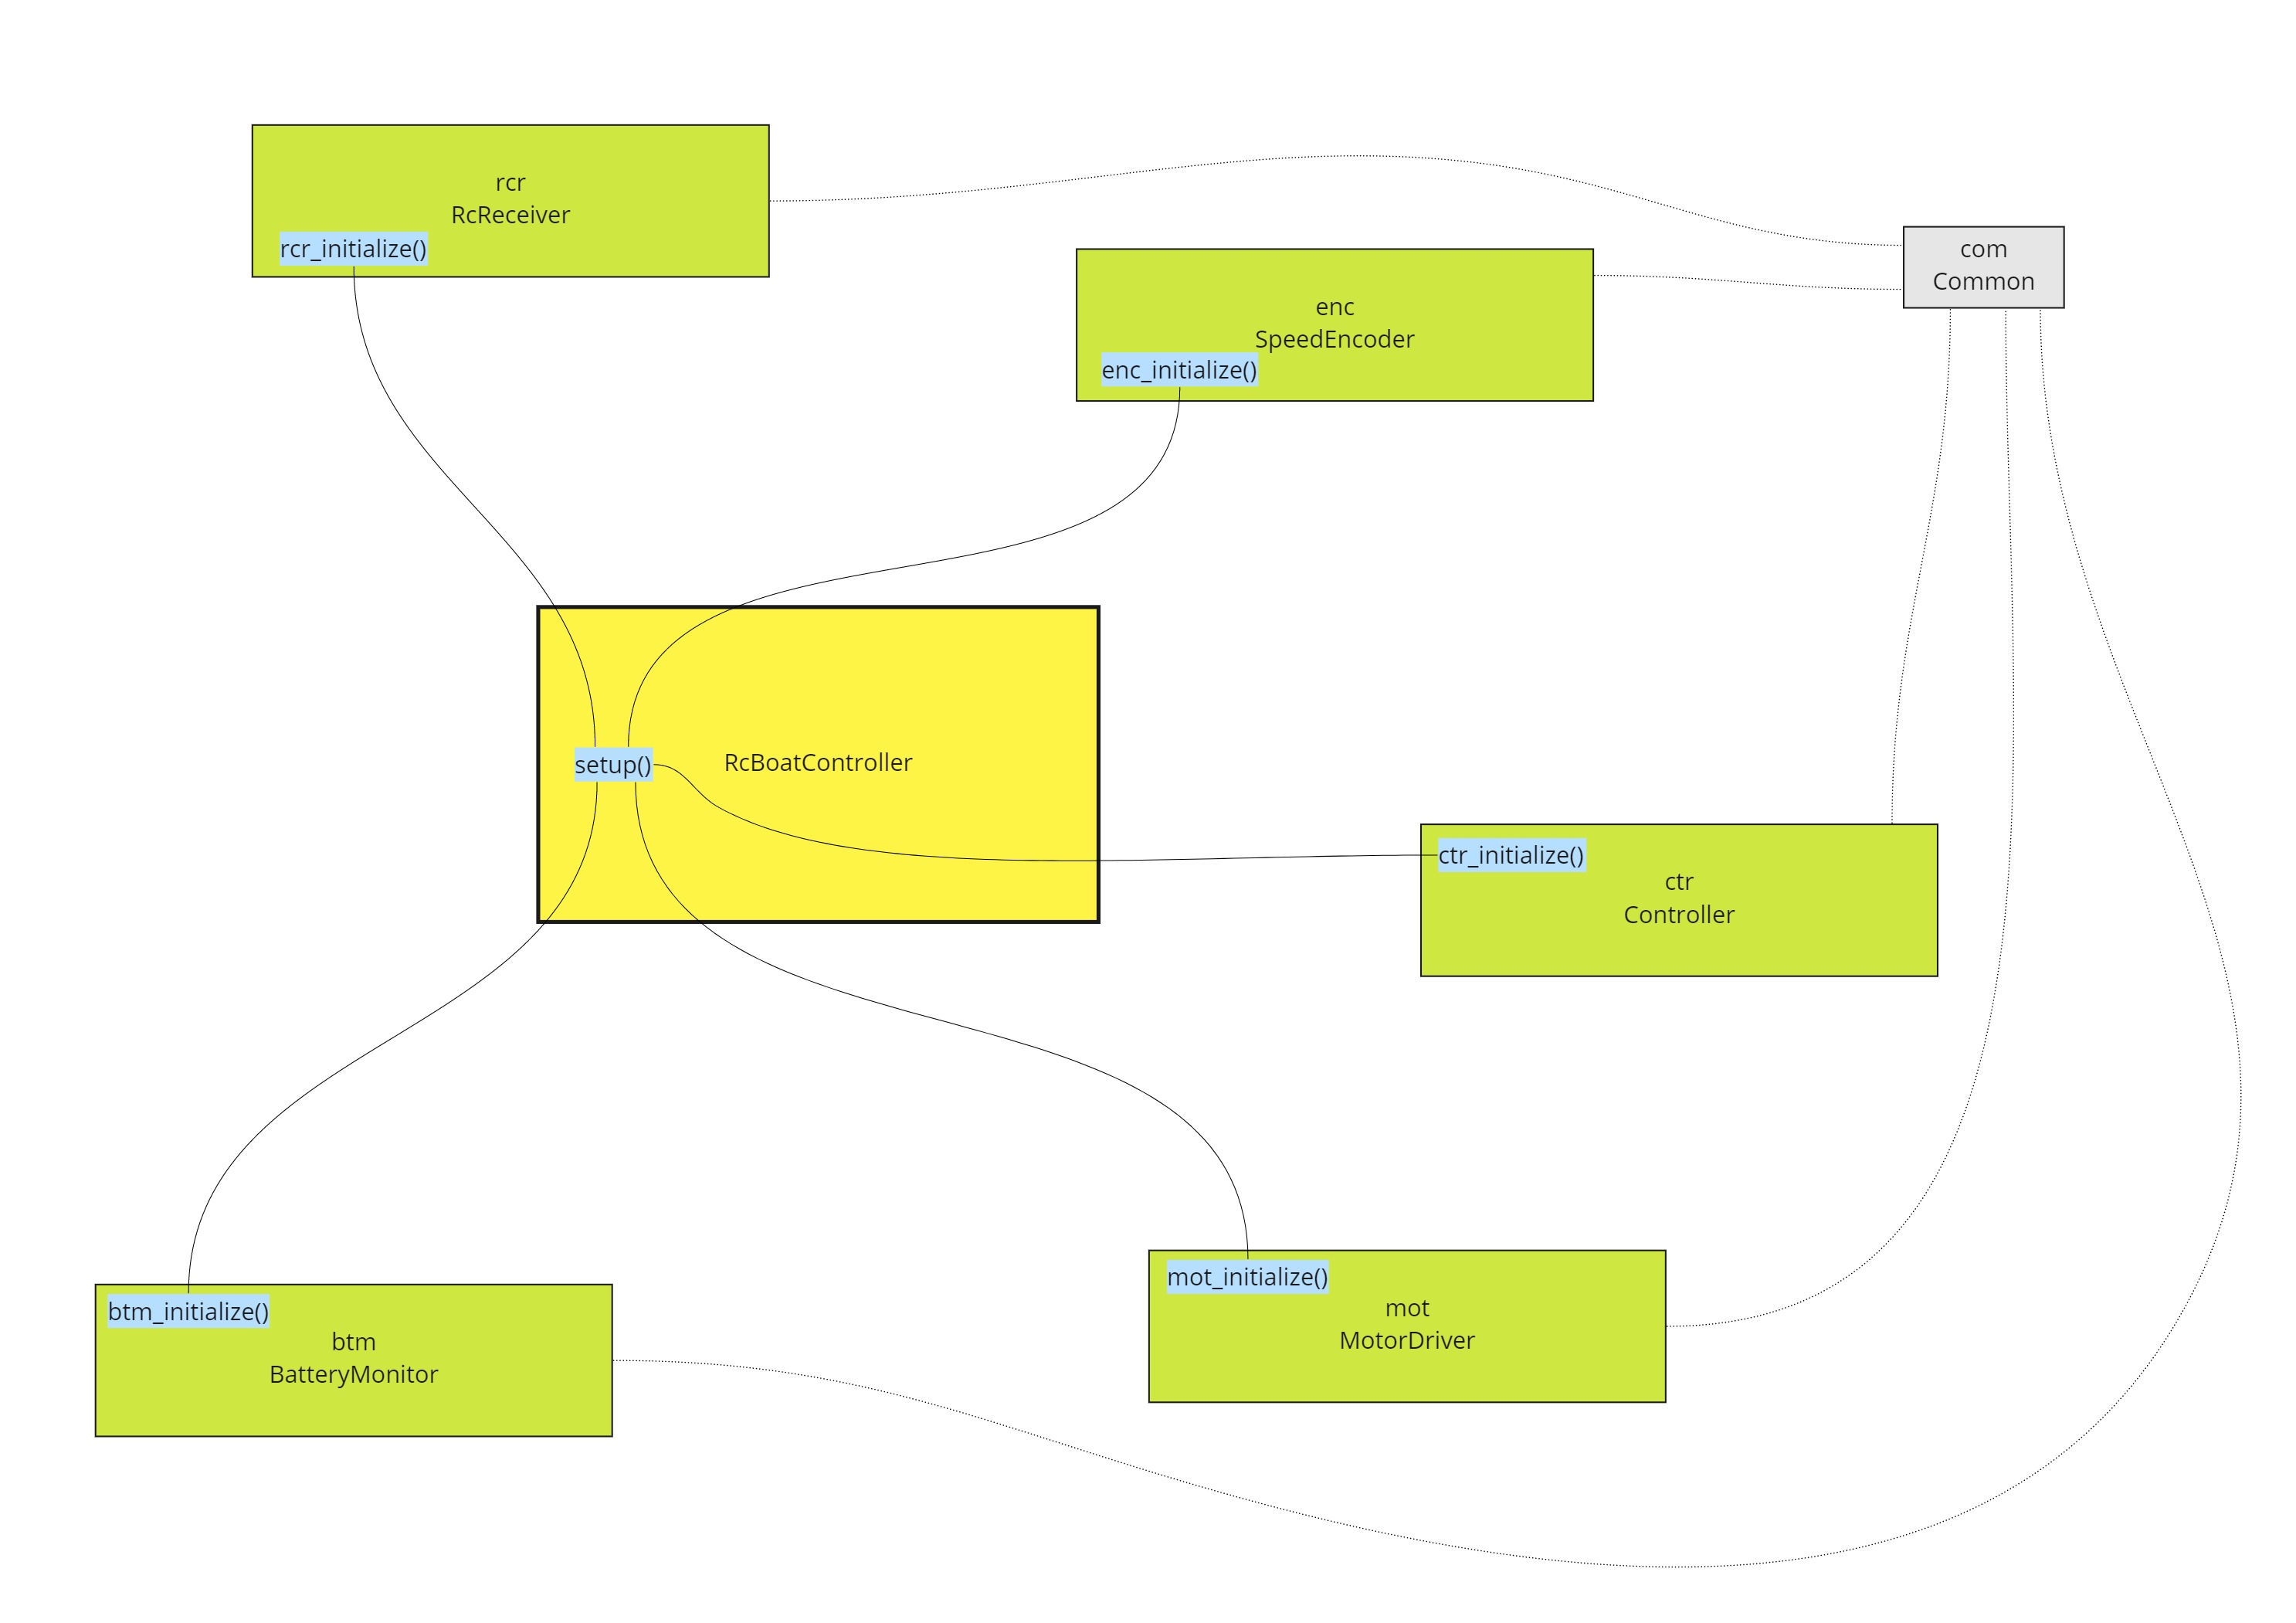 rcr
RcReceiver
rcr_initialize()
com
Common
enc
SpeedEncoder
enc_initialize()
setup()
RcBoatController
ctr_initialize()
ctr
Controller
mot_initialize()
mot
MotorDriver
btm_initialize()
btm
BatteryMonitor